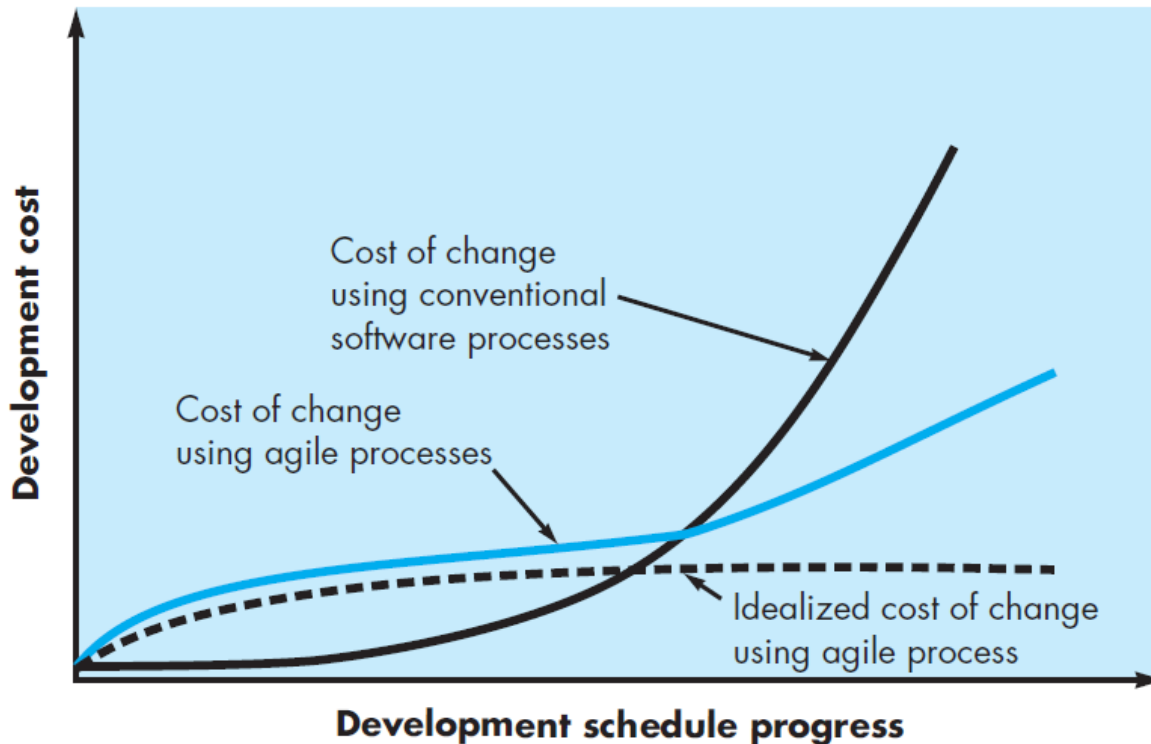 Development cost
Cost of change
using conventional
software processes
Cost of change
using agile processes
Idealized cost of change
using agile process
Development schedule progress